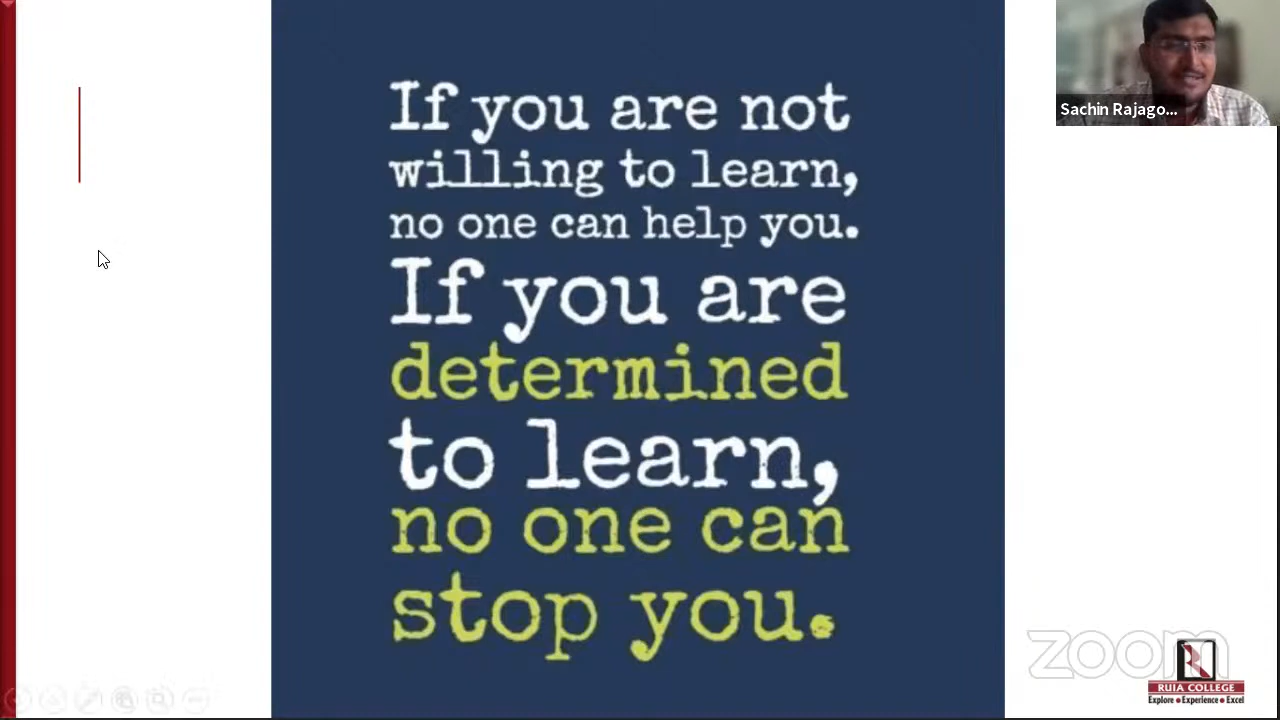 If you are not
willing to learn,
no one can help you.
If you are
determined
to learn,
no one can
stop you.
Sachin Rajago...
zoom
R
RUIA COLLEGE
Explore • Experience • Excel